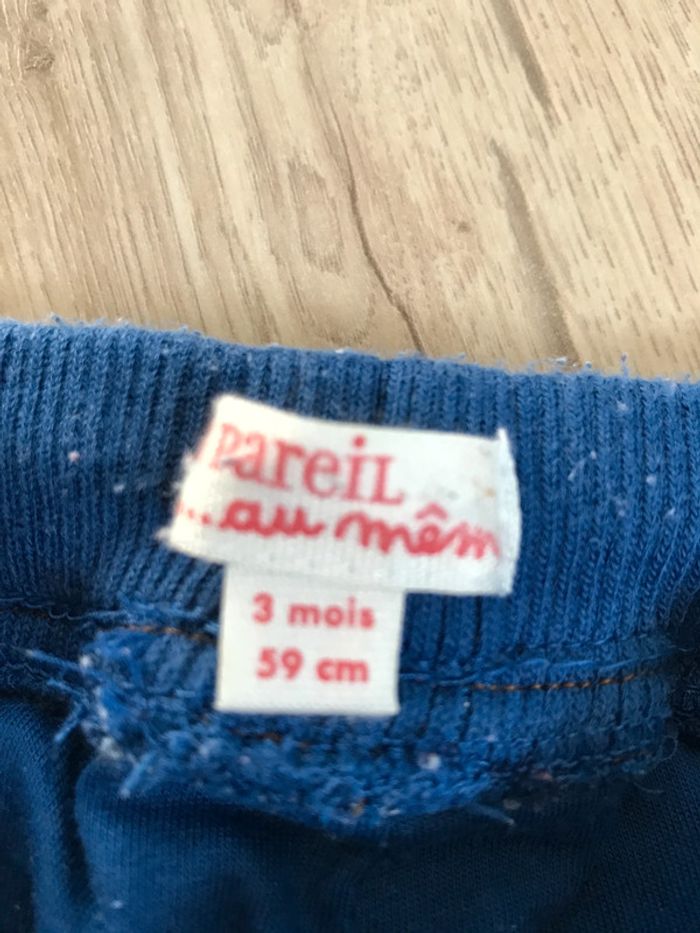 Pareil
...au mêm
3 mois
59 cm